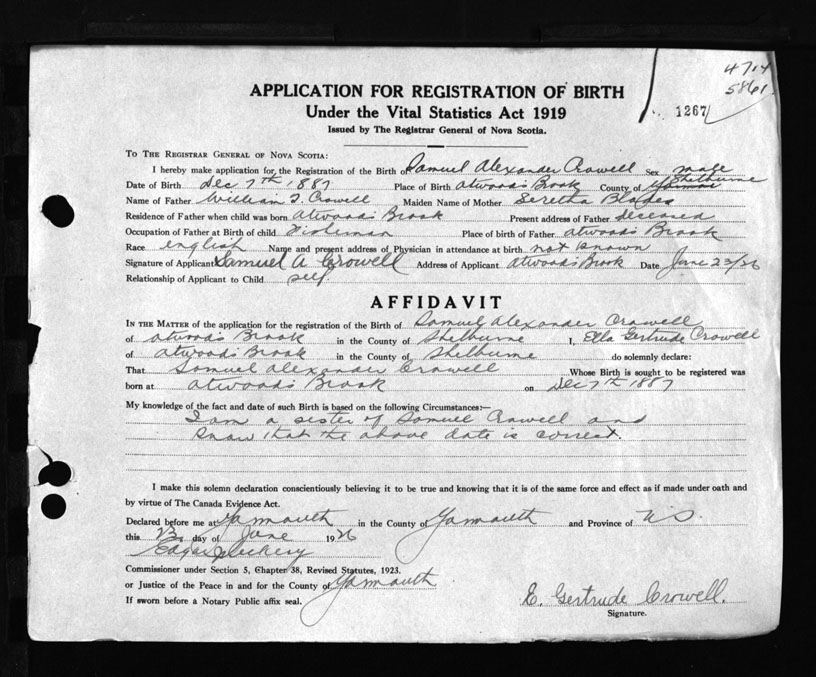 4714
5861
1267
APPLICATION FOR REGISTRATION OF BIRTH
Under the Vital Statistics Act 1919
Issued by The Registrar General of Nova Scotia.
TO THE REGISTRAR GENERAL OF NOVA SCOTIA:
I hereby make application for the Registration of the Birth of Samuel Alexander Crowell Sex male
Shelburne
Date of Birth Dec 7th 1887 Place of Birth Atwoods Brook County of
Name of Father William T. Crowell Maiden Name of Mother Seretha Blades
Residence of Father when child was born Atwoods Brook Present address of Father deceased
Occupation of Father at Birth of child Fisherman Place of birth of Father Atwoods Brook
Race english Name and present address of Physician in attendance at birth not known
Signature of Applicant Samuel A Crowell Address of Applicant Atwoods Brook Date June 23/26
Relationship of Applicant to Child self
AFFIDAVIT
IN THE MATTER of the application for the registration of the Birth of Samuel Alexander Crowell
of Atwoods Brook in the County of Shelburne I, Ella Gertrude Crowell
of Atwoods Brook in the County of Shelburne do solemnly declare:
That Samuel Alexander Crowell Whose Birth is sought to be registered was
born at Atwoods Brook on Dec 7th 1887
My knowledge of the fact and date of such Birth is based on the following Circumstances:—
I am a sister of Samuel Crowell and
know that the above date is correct.
I make this solemn declaration conscientiously believing it to be true and knowing that it is of the same force and effect as if made under oath and
by virtue of The Canada Evidence Act.
Declared before me at Yarmouth in the County of Yarmouth and Province of N S.
this 23 day of June 1926
Edgar
Commissioner under Section 5, Chapter 38, Revised Statutes, 1923.
or Justice of the Peace in and for the County of Yarmouth
If sworn before a Notary Public affix seal.
E. Gertrude Crowell.
Signature.